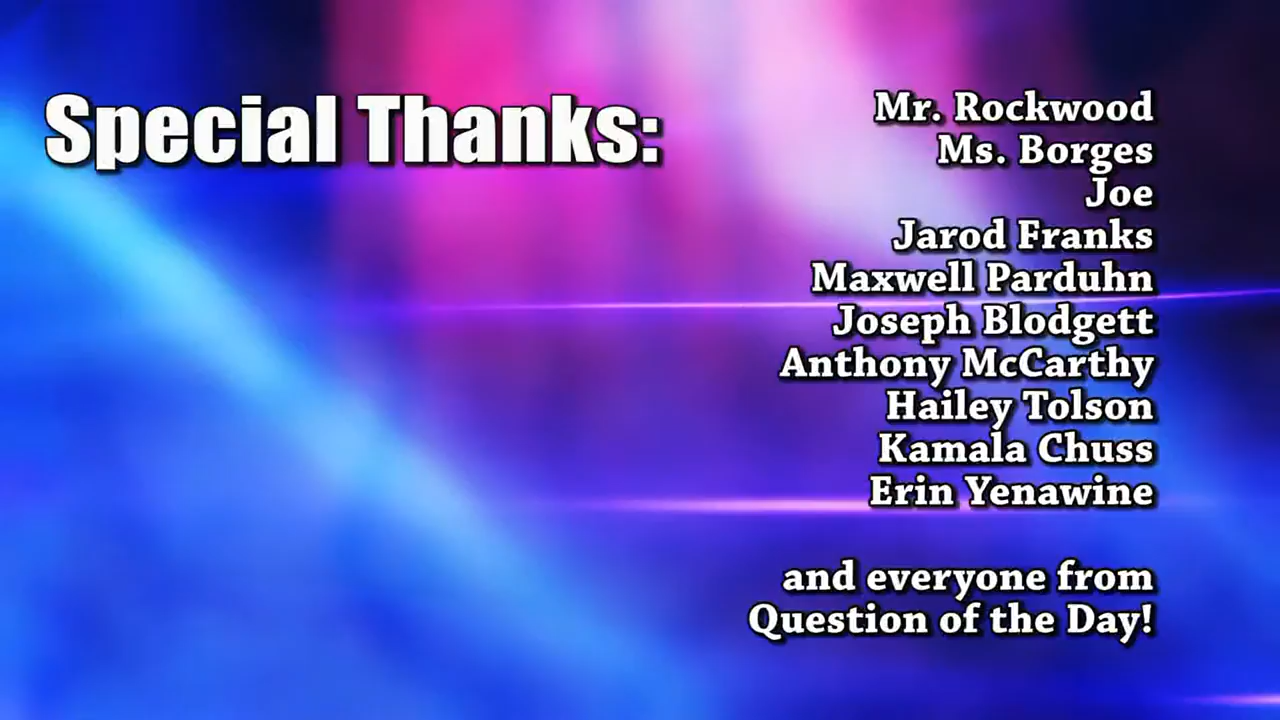 Special Thanks:
Mr. Rockwood
Ms. Borges
Joe
Jarod Franks
Maxwell Parduhn
Joseph Blodgett
Anthony McCarthy
Hailey Tolson
Kamala Chuss
Erin Yenawine
and everyone from
Question of the Day!